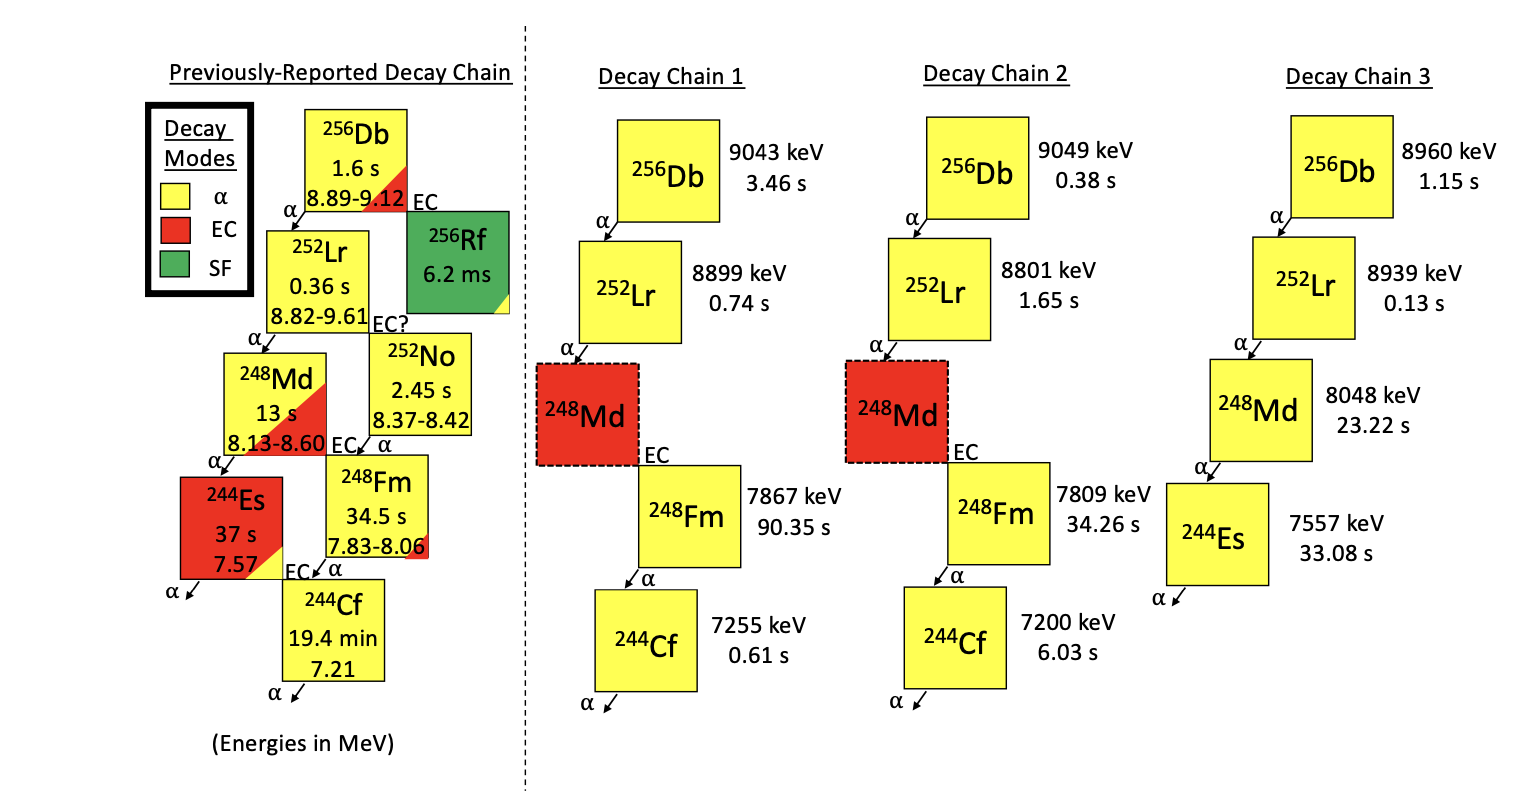 Previously-Reported Decay Chain
Decay
Modes
α
EC
SF
²⁵⁶Db
1.6 s
8.89-9.12
α
EC
²⁵⁶Rf
6.2 ms
²⁵²Lr
0.36 s
8.82-9.61
α
EC?
²⁵²No
2.45 s
8.37-8.42
α
²⁴⁸Md
13 s
8.13-8.60
α
EC
²⁴⁸Fm
34.5 s
7.83-8.06
α
²⁴⁴Es
37 s
7.57
α
EC
²⁴⁴Cf
19.4 min
7.21
α
(Energies in MeV)
Decay Chain 1
²⁵⁶Db
9043 keV
3.46 s
α
²⁵²Lr
8899 keV
0.74 s
α
²⁴⁸Md
EC
²⁴⁸Fm
7867 keV
90.35 s
α
²⁴⁴Cf
7255 keV
0.61 s
α
Decay Chain 2
²⁵⁶Db
9049 keV
0.38 s
α
²⁵²Lr
8801 keV
1.65 s
α
²⁴⁸Md
EC
²⁴⁸Fm
7809 keV
34.26 s
α
²⁴⁴Cf
7200 keV
6.03 s
α
Decay Chain 3
²⁵⁶Db
8960 keV
1.15 s
α
²⁵²Lr
8939 keV
0.13 s
α
²⁴⁸Md
8048 keV
23.22 s
α
²⁴⁴Es
7557 keV
33.08 s
α